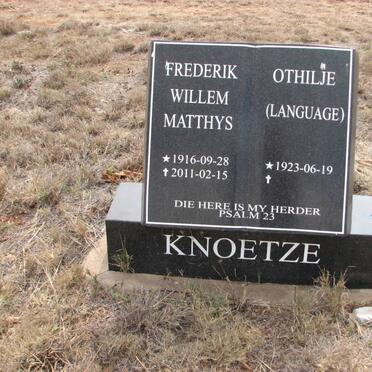 FREDERIK
WILLEM
MATTHYS
★1916-09-28
✝2011-02-15
OTHILJE
(LANGUAGE)
★1923-06-19
✝
DIE HERE IS MY HERDER
PSALM 23
KNOETZE